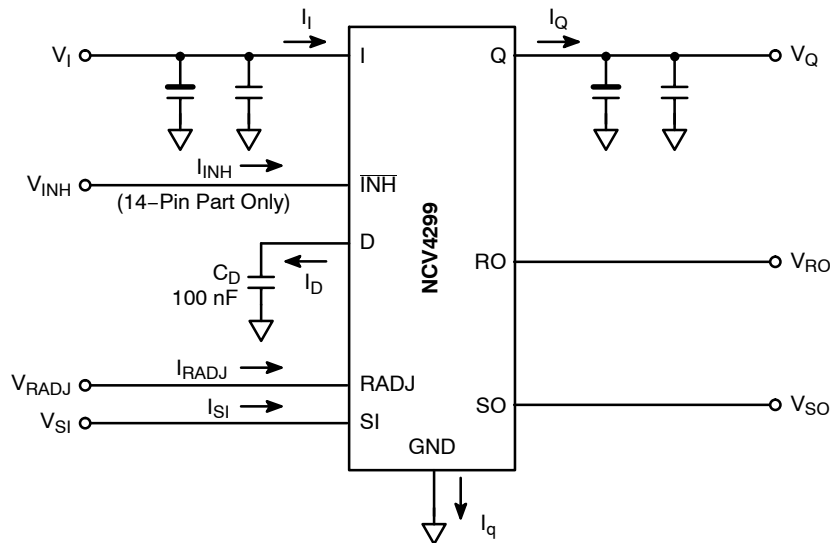 I_I
I_Q
V_I
I
Q
V_Q
I_INH
V_INH
INH
(14−Pin Part Only)
NCV4299
D
C_D
100 nF
I_D
RO
V_RO
I_RADJ
V_RADJ
RADJ
I_SI
V_SI
SI
SO
V_SO
GND
I_q